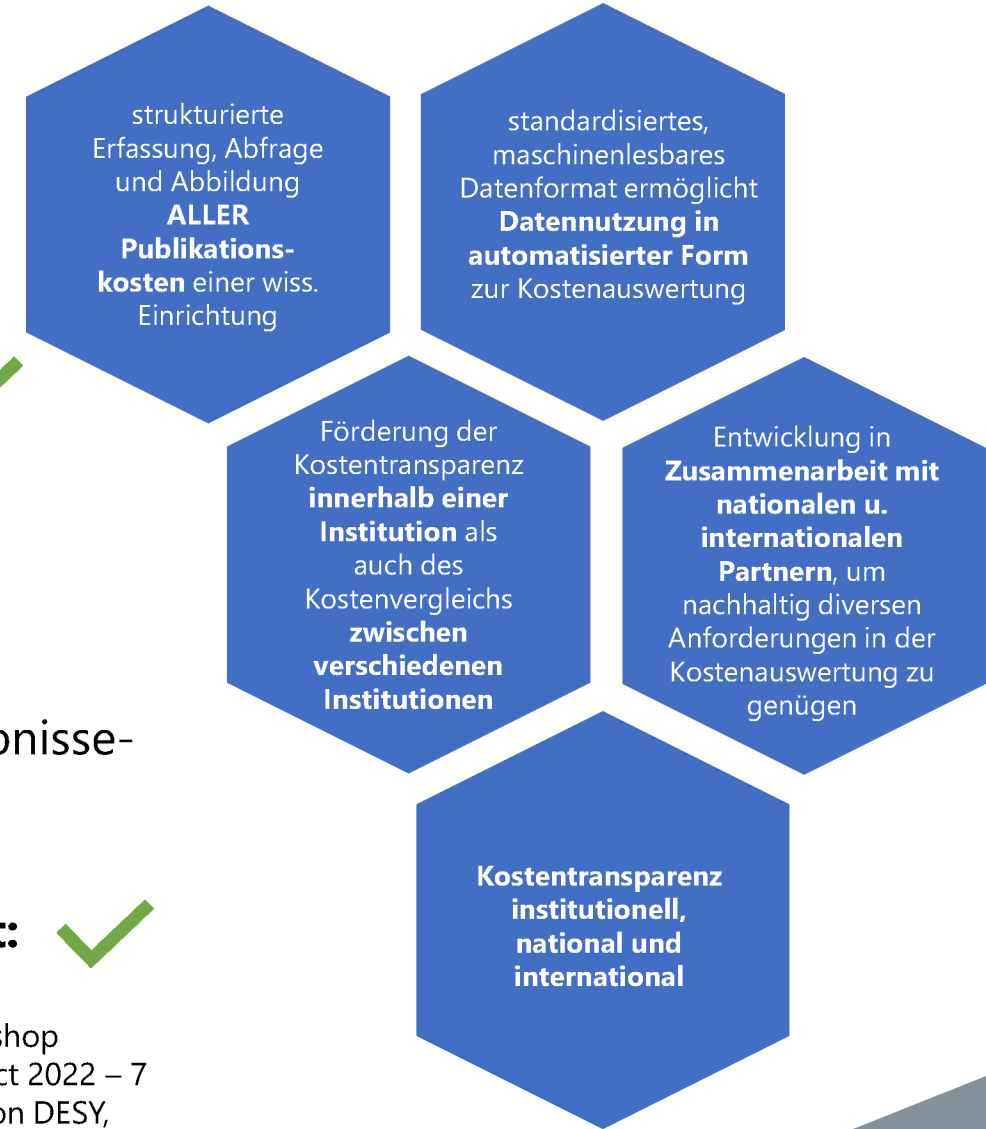 strukturierte
Erfassung, Abfrage
und Abbildung
ALLER
Publikations-
kosten einer wiss.
Einrichtung
standardisiertes,
maschinenlesbares
Datenformat ermöglicht
Datennutzung in
automatisierter Form
zur Kostenauswertung
Förderung der
Kostentransparenz
innerhalb einer
Institution als
auch des
Kostenvergleichs
zwischen
verschiedenen
Institutionen
Entwicklung in
Zusammenarbeit mit
nationalen u.
internationalen
Partnern, um
nachhaltig diversen
Anforderungen in der
Kostenauswertung zu
genügen
Kostentransparenz
institutionell,
national und
international
bnisse-
t:
shop
ct 2022 – 7
on DESY,